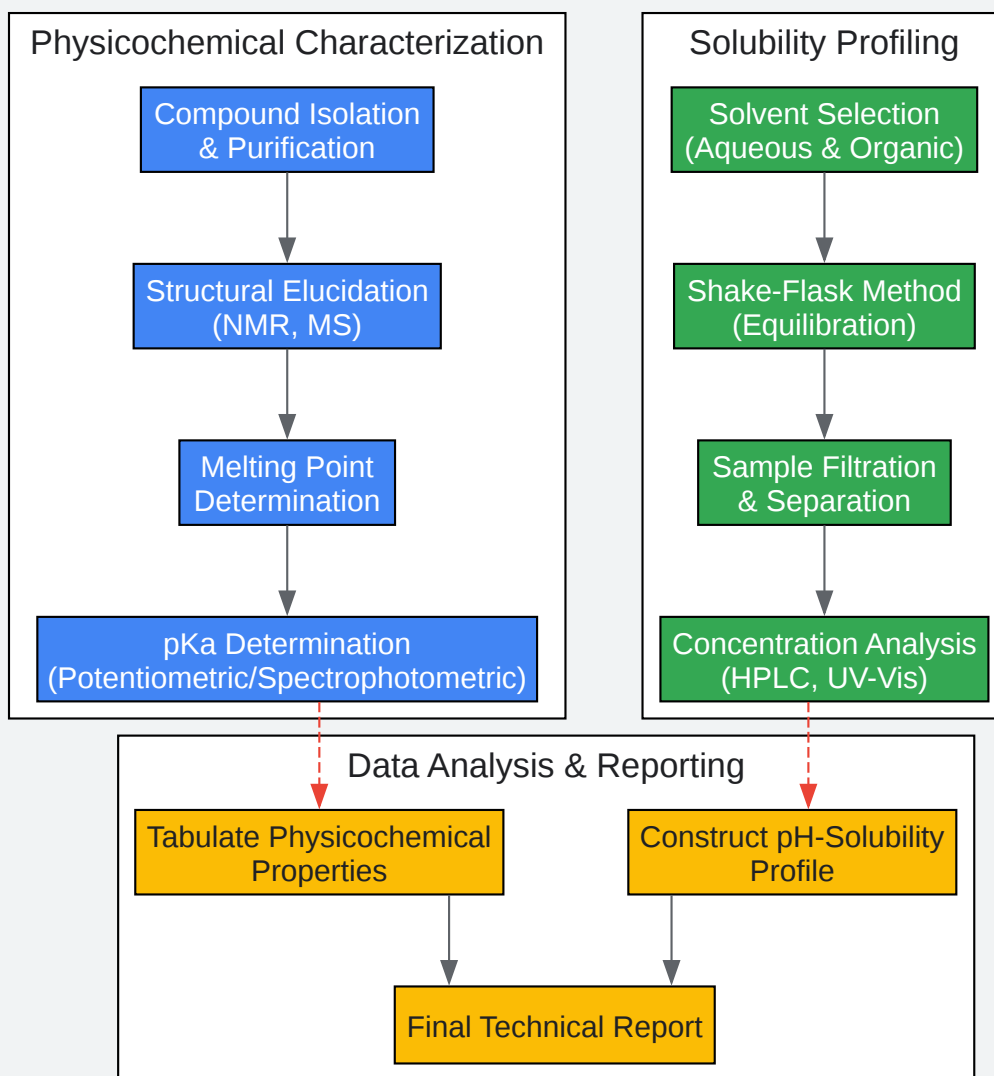 Physicochemical Characterization
Compound Isolation
& Purification
Structural Elucidation
(NMR, MS)
Melting Point
Determination
pKa Determination
(Potentiometric/Spectrophotometric)
Solubility Profiling
Solvent Selection
(Aqueous & Organic)
Shake-Flask Method
(Equilibration)
Sample Filtration
& Separation
Concentration Analysis
(HPLC, UV-Vis)
Data Analysis & Reporting
Tabulate Physicochemical
Properties
Construct pH-Solubility
Profile
Final Technical Report